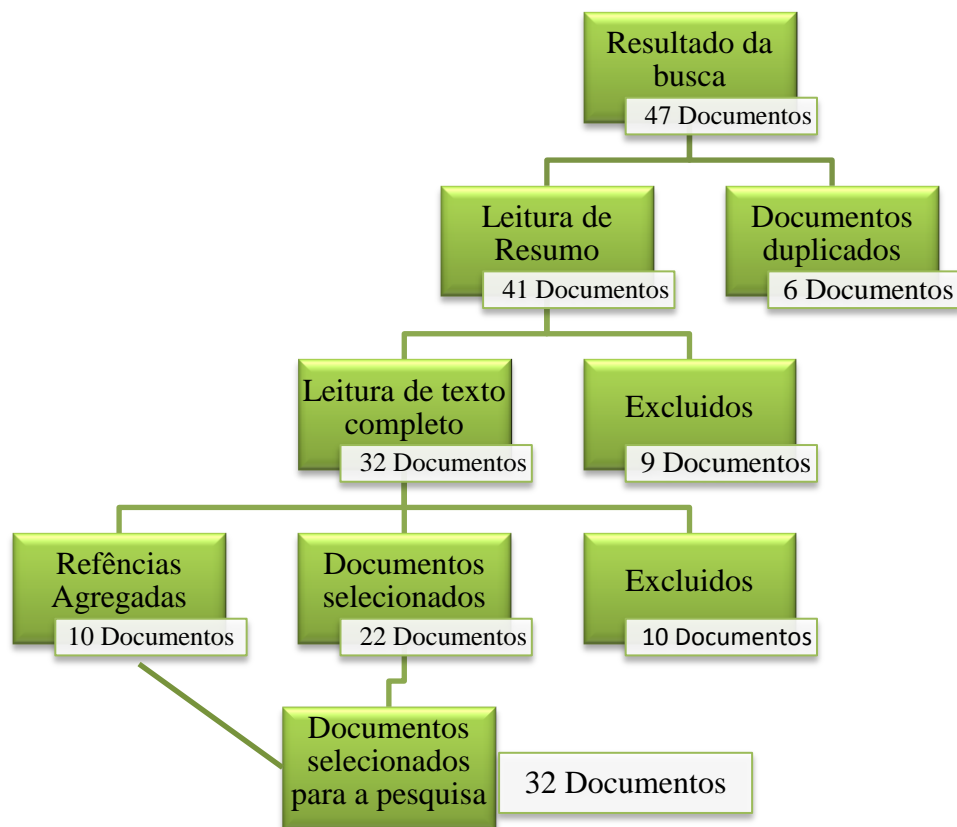 Resultado da
busca
47 Documentos
Leitura de
Resumo
41 Documentos
Documentos
duplicados
6 Documentos
Leitura de texto
completo
32 Documentos
Excluidos
9 Documentos
Refências
Agregadas
10 Documentos
Documentos
selecionados
22 Documentos
Excluidos
10 Documentos
Documentos
selecionados
para a pesquisa
32 Documentos